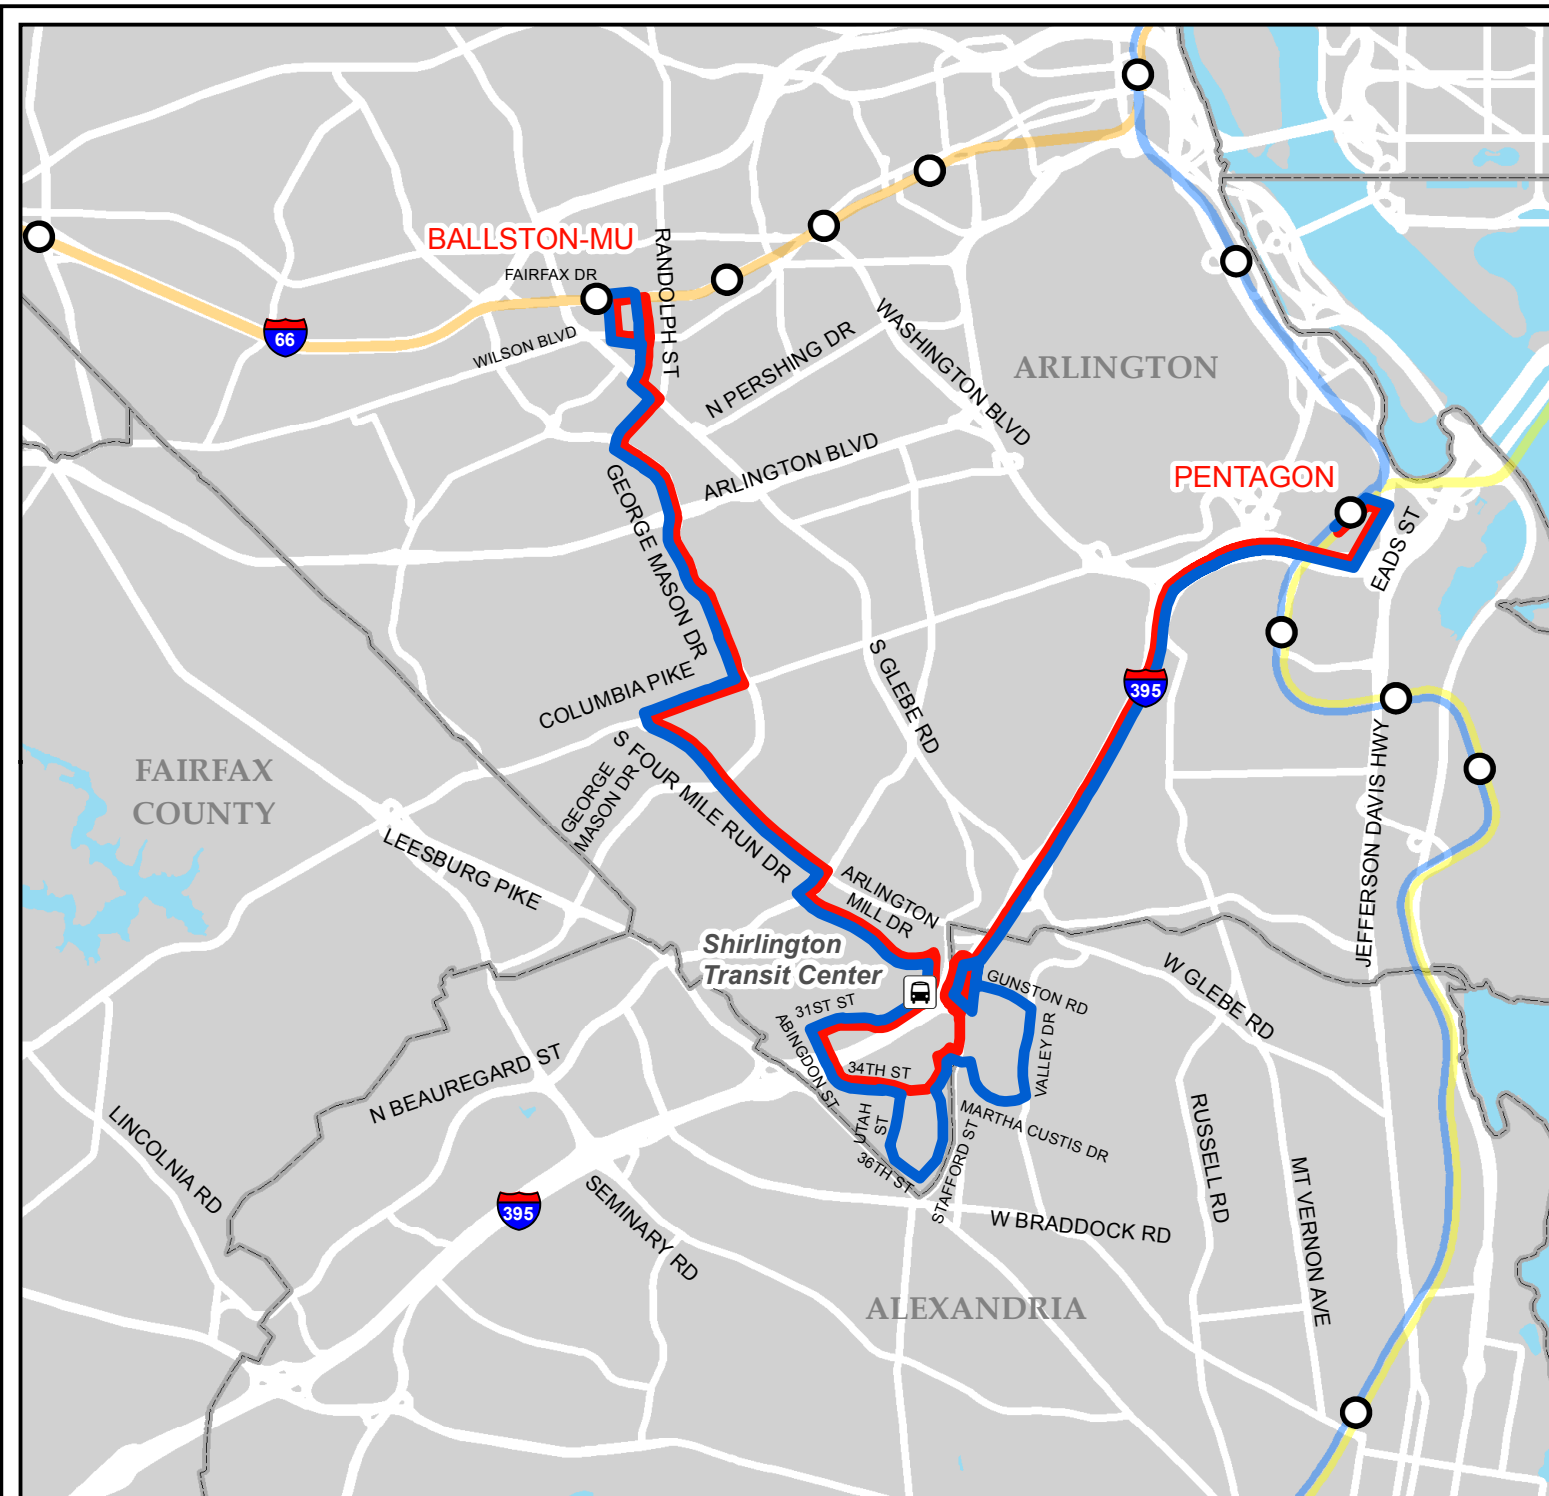 BALLSTON-MU
FAIRFAX DR
RANDOLPH ST
66
WILSON BLVD
N PERSHING DR
WASHINGTON BLVD
ARLINGTON
ARLINGTON BLVD
PENTAGON
EADS ST
GEORGE MASON DR
COLUMBIA PIKE
S GLEBE RD
395
S FOUR MILE RUN DR
GEORGE
MASON DR
FAIRFAX
COUNTY
LEESBURG PIKE
JEFFERSON DAVIS HWY
ARLINGTON
MILL DR
Shirlington
Transit Center
W GLEBE RD
GUNSTON RD
31ST ST
ABINGDON ST
VALLEY DR
34TH ST
N BEAUREGARD ST
UTAH
ST
MARTHA CUSTIS DR
36TH ST
STAFFORD ST
LINCOLNIA RD
RUSSELL RD
MT VERNON AVE
395
SEMINARY RD
W BRADDOCK RD
ALEXANDRIA